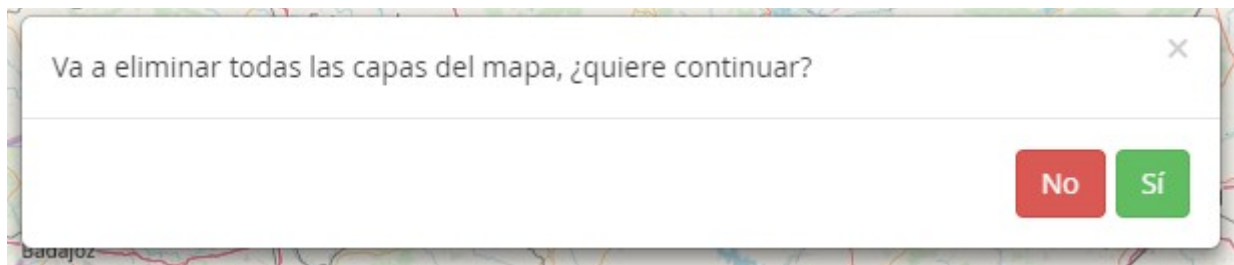 Va a eliminar todas las capas del mapa, ¿quiere continuar?
×
No
Sí
Badajoz